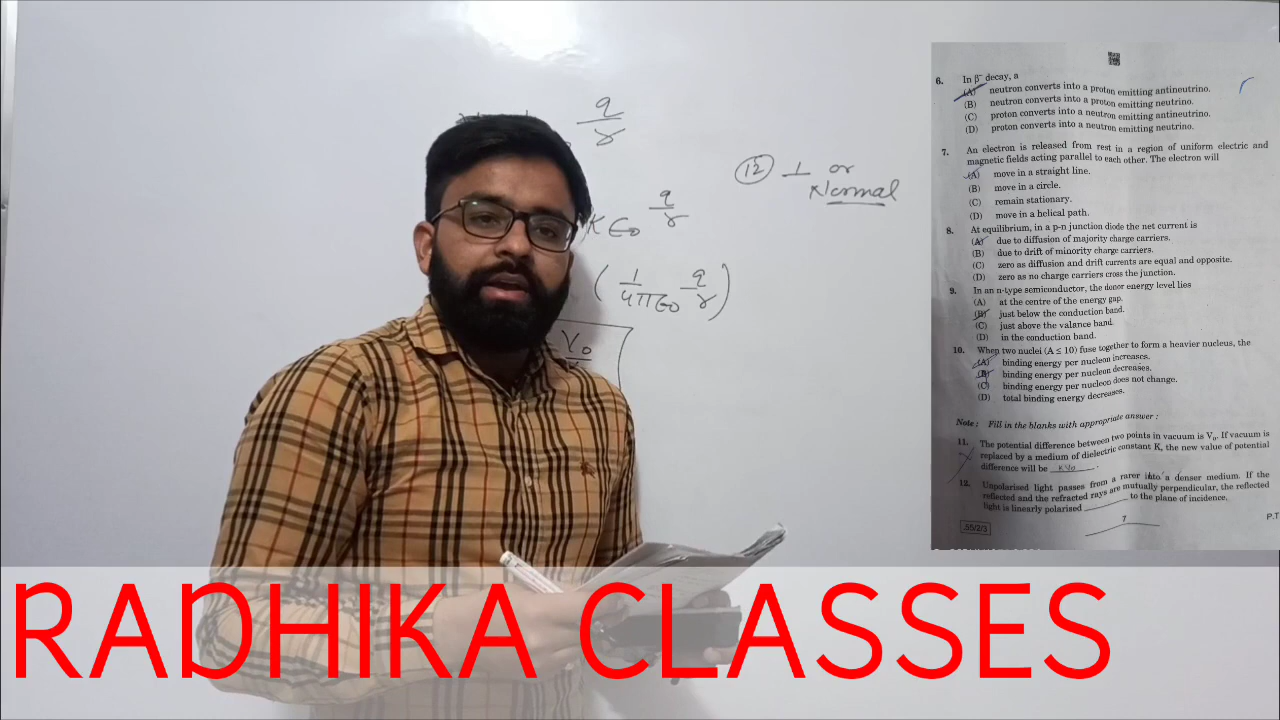 q
r
K ∈₀ q/r
( 1/4π∈₀ q/r )
V₀
⑫ ⊥ or
Normal
6. In β⁻ decay, a
(A) neutron converts into a proton emitting antineutrino.
(B) neutron converts into a proton emitting neutrino.
(C) proton converts into a neutron emitting antineutrino.
(D) proton converts into a neutron emitting neutrino.
7. An electron is released from rest in a region of uniform electric and
magnetic fields acting parallel to each other. The electron will
(A) move in a straight line.
(B) move in a circle.
(C) remain stationary.
(D) move in a helical path.
8. At equilibrium, in a p-n junction diode the net current is
(A) due to diffusion of majority charge carriers.
(B) due to drift of minority charge carriers.
(C) zero as diffusion and drift currents are equal and opposite.
(D) zero as no charge carriers cross the junction.
9. In an n-type semiconductor, the donor energy level lies
(A) at the centre of the energy gap.
(B) just below the conduction band.
(C) just above the valance band.
(D) in the conduction band.
10. When two nuclei (A ≤ 10) fuse together to form a heavier nucleus, the
(A) binding energy per nucleon increases.
(B) binding energy per nucleon decreases.
(C) binding energy per nucleon does not change.
(D) total binding energy decreases.
Note : Fill in the blanks with appropriate answer :
11. The potential difference between two points in vacuum is V₀. If vacuum is
replaced by a medium of dielectric constant K, the new value of potential
difference will be KV₀ .
12. Unpolarised light passes from a rarer into a denser medium. If the
reflected and the refracted rays are mutually perpendicular, the reflected
light is linearly polarised ________ to the plane of incidence.
.55/2/3
7
P.T
RADHIKA CLASSES